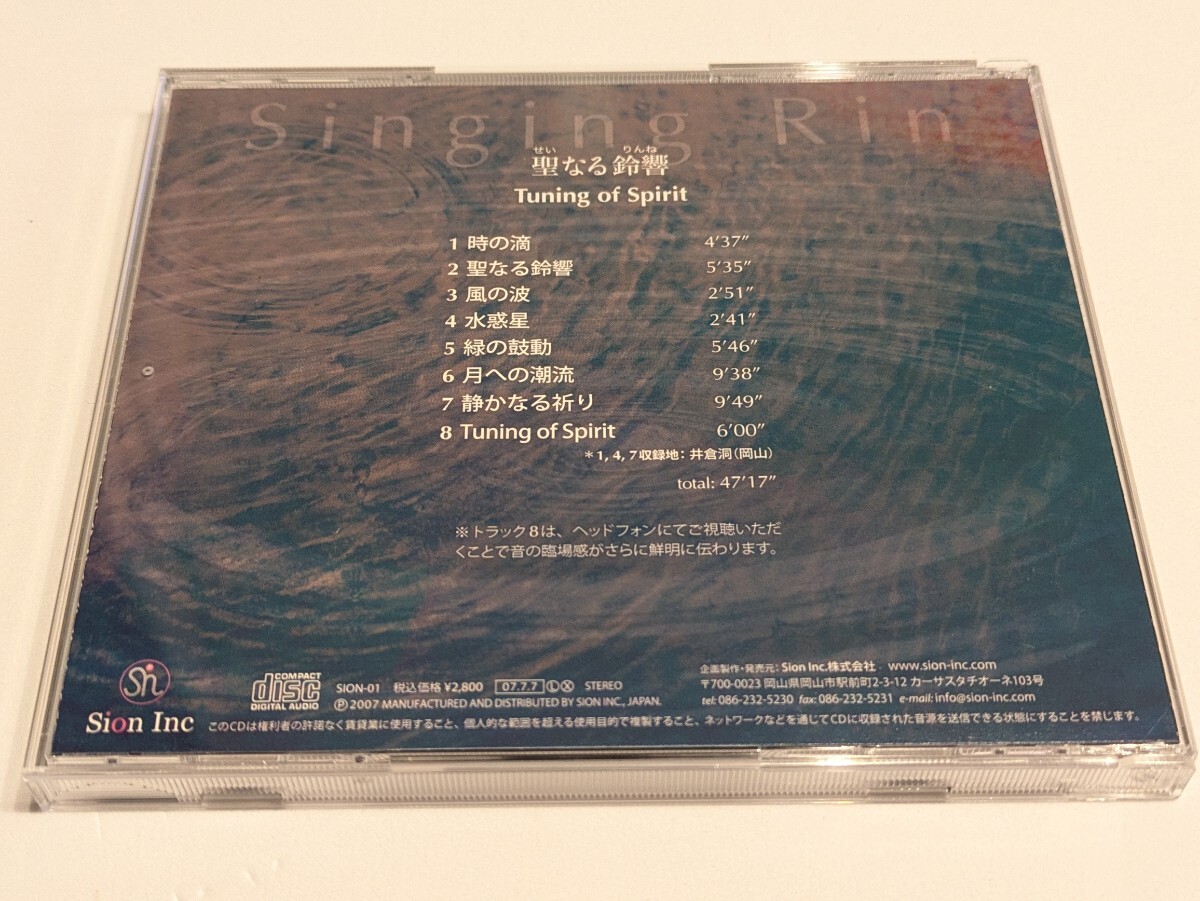 Singing Rin
せい りんね
聖なる鈴響
Tuning of Spirit
1 時の滴 4'37"
2 聖なる鈴響 5'35"
3 風の波 2'51"
4 水惑星 2'41"
5 緑の鼓動 5'46"
6 月への潮流 9'38"
7 静かなる祈り 9'49"
8 Tuning of Spirit 6'00"
＊1, 4, 7収録地：井倉洞（岡山）
total: 47'17"
※トラック8は、ヘッドフォンにてご視聴いただ
くことで音の臨場感がさらに鮮明に伝わります。
Sion Inc
COMPACT
disc
DIGITAL AUDIO
SION-01 税込価格¥2,800 07.7.7 Ⓛ Ⓧ STEREO
Ⓟ 2007 MANUFACTURED AND DISTRIBUTED BY SION INC., JAPAN.
企画製作・発売元：Sion Inc.株式会社 www.sion-inc.com
〒700-0023 岡山県岡山市駅前町2-3-12 カーサスタチオーネ103号
tel: 086-232-5230 fax: 086-232-5231 e-mail: info@sion-inc.com
このCDは権利者の許諾なく賃貸業に使用すること、個人的な範囲を超える使用目的で複製すること、ネットワークなどを通じてCDに収録された音源を送信できる状態にすることを禁じます。